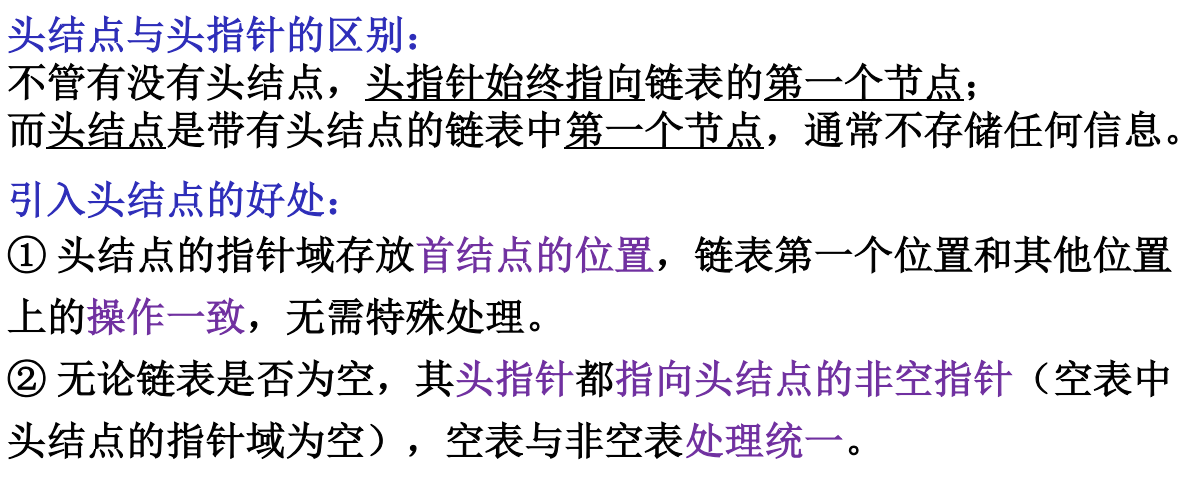 头结点与头指针的区别：
不管有没有头结点，头指针始终指向链表的第一个节点；
而头结点是带有头结点的链表中第一个节点，通常不存储任何信息。
引入头结点的好处：
① 头结点的指针域存放首结点的位置，链表第一个位置和其他位置
上的操作一致，无需特殊处理。
② 无论链表是否为空，其头指针都指向头结点的非空指针（空表中
头结点的指针域为空），空表与非空表处理统一。